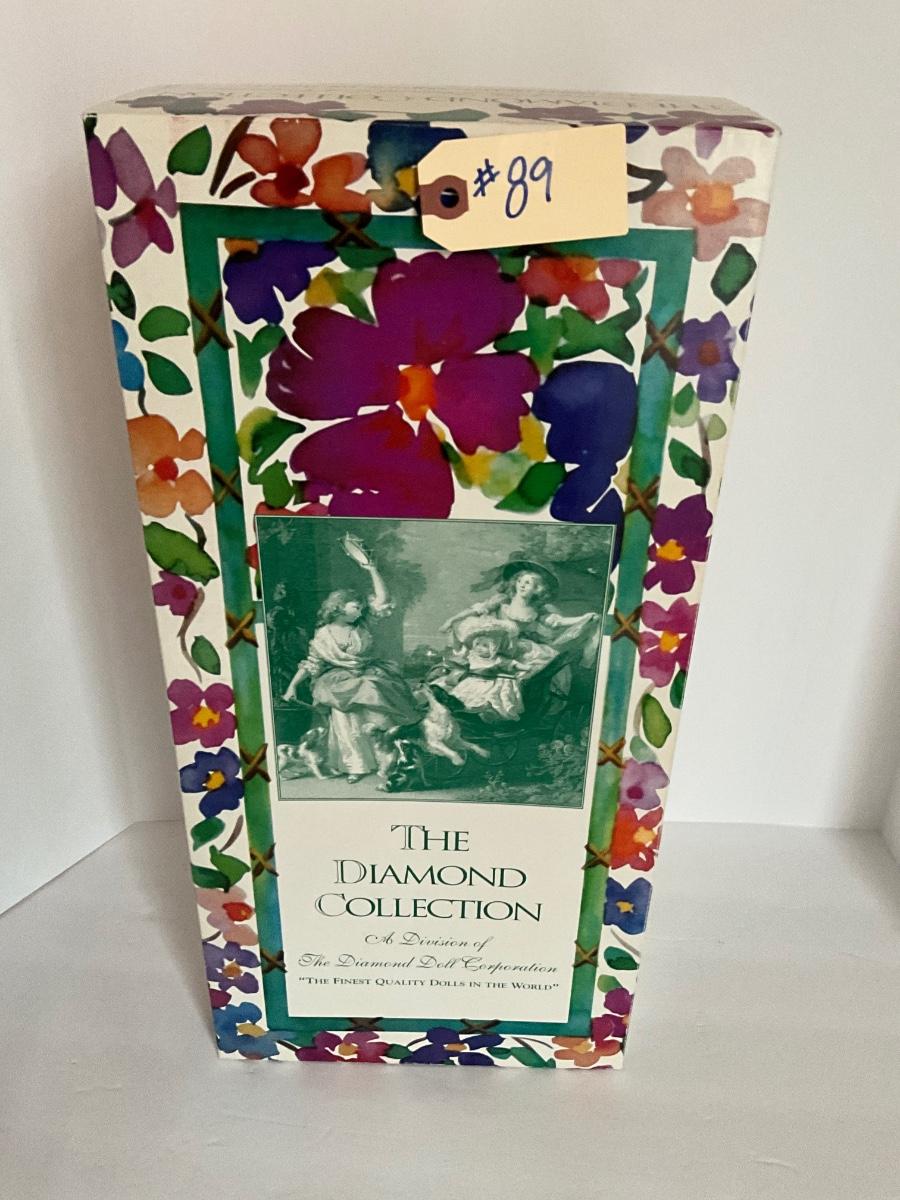 #89
THE
DIAMOND
COLLECTION
A Division of
The Diamond Doll Corporation
"THE FINEST QUALITY DOLLS IN THE WORLD"